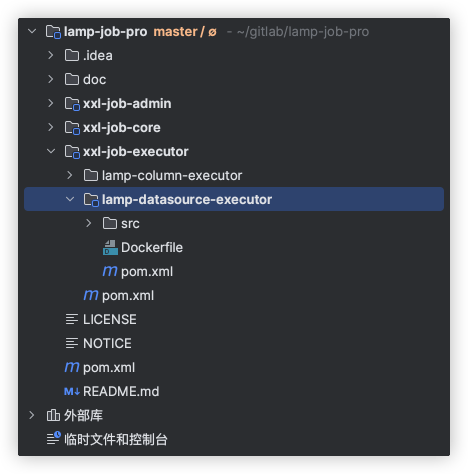 lamp-job-pro master / ∅ - ~/gitlab/lamp-job-pro
.idea
doc
xxl-job-admin
xxl-job-core
xxl-job-executor
lamp-column-executor
lamp-datasource-executor
src
Dockerfile
pom.xml
pom.xml
LICENSE
NOTICE
pom.xml
README.md
外部库
临时文件和控制台